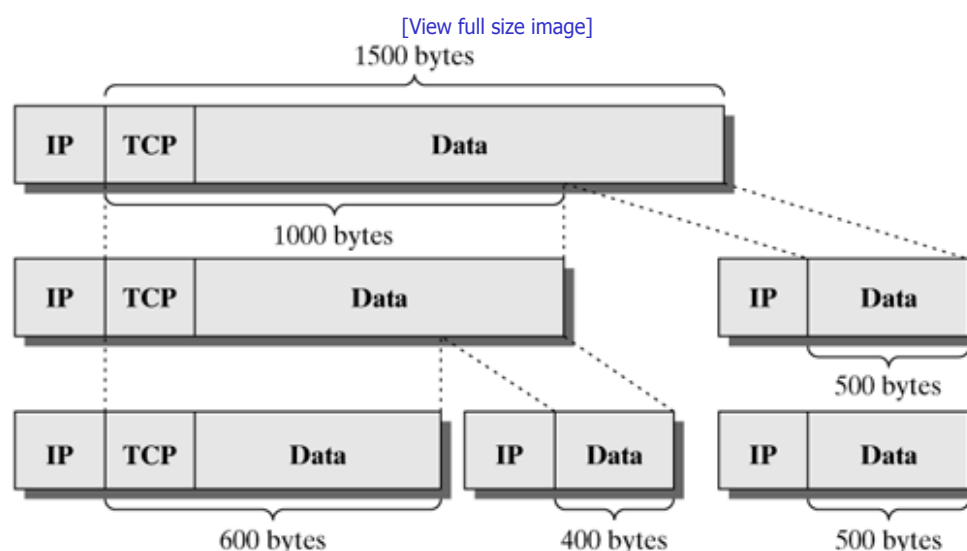 [View full size image]
1500 bytes
IP TCP Data
1000 bytes
IP TCP Data IP Data
500 bytes
IP TCP Data IP Data IP Data
600 bytes 400 bytes 500 bytes